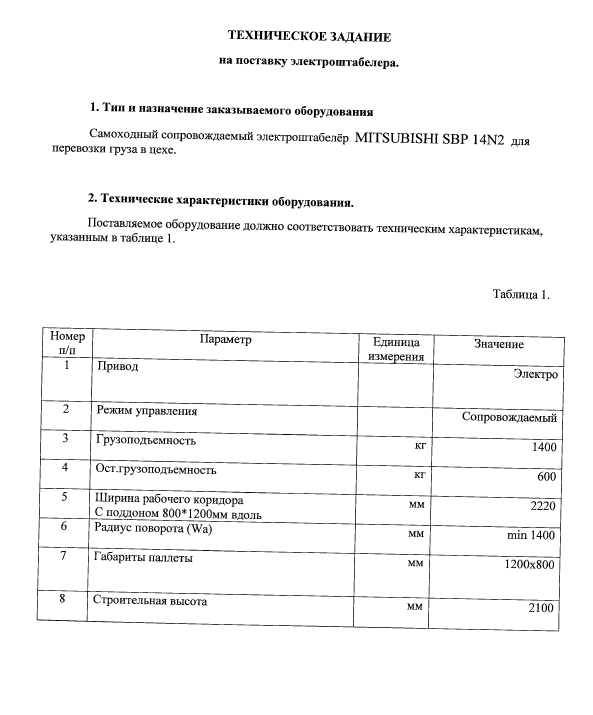 ТЕХНИЧЕСКОЕ ЗАДАНИЕ
на поставку электроштабелера.
1. Тип и назначение заказываемого оборудования
Самоходный сопровождаемый электроштабелёр MITSUBISHI SBP 14N2 для
перевозки груза в цехе.
2. Технические характеристики оборудования.
Поставляемое оборудование должно соответствовать техническим характеристикам,
указанным в таблице 1.
Таблица 1.
Номер п/п Параметр Единица измерения Значение
1 Привод Электро
2 Режим управления Сопровождаемый
3 Грузоподъемность кг 1400
4 Ост.грузоподъемность кг 600
5 Ширина рабочего коридора мм 2220
С поддоном 800*1200мм вдоль
6 Радиус поворота (Wa) мм min 1400
7 Габариты паллеты мм 1200x800
8 Строительная высота мм 2100